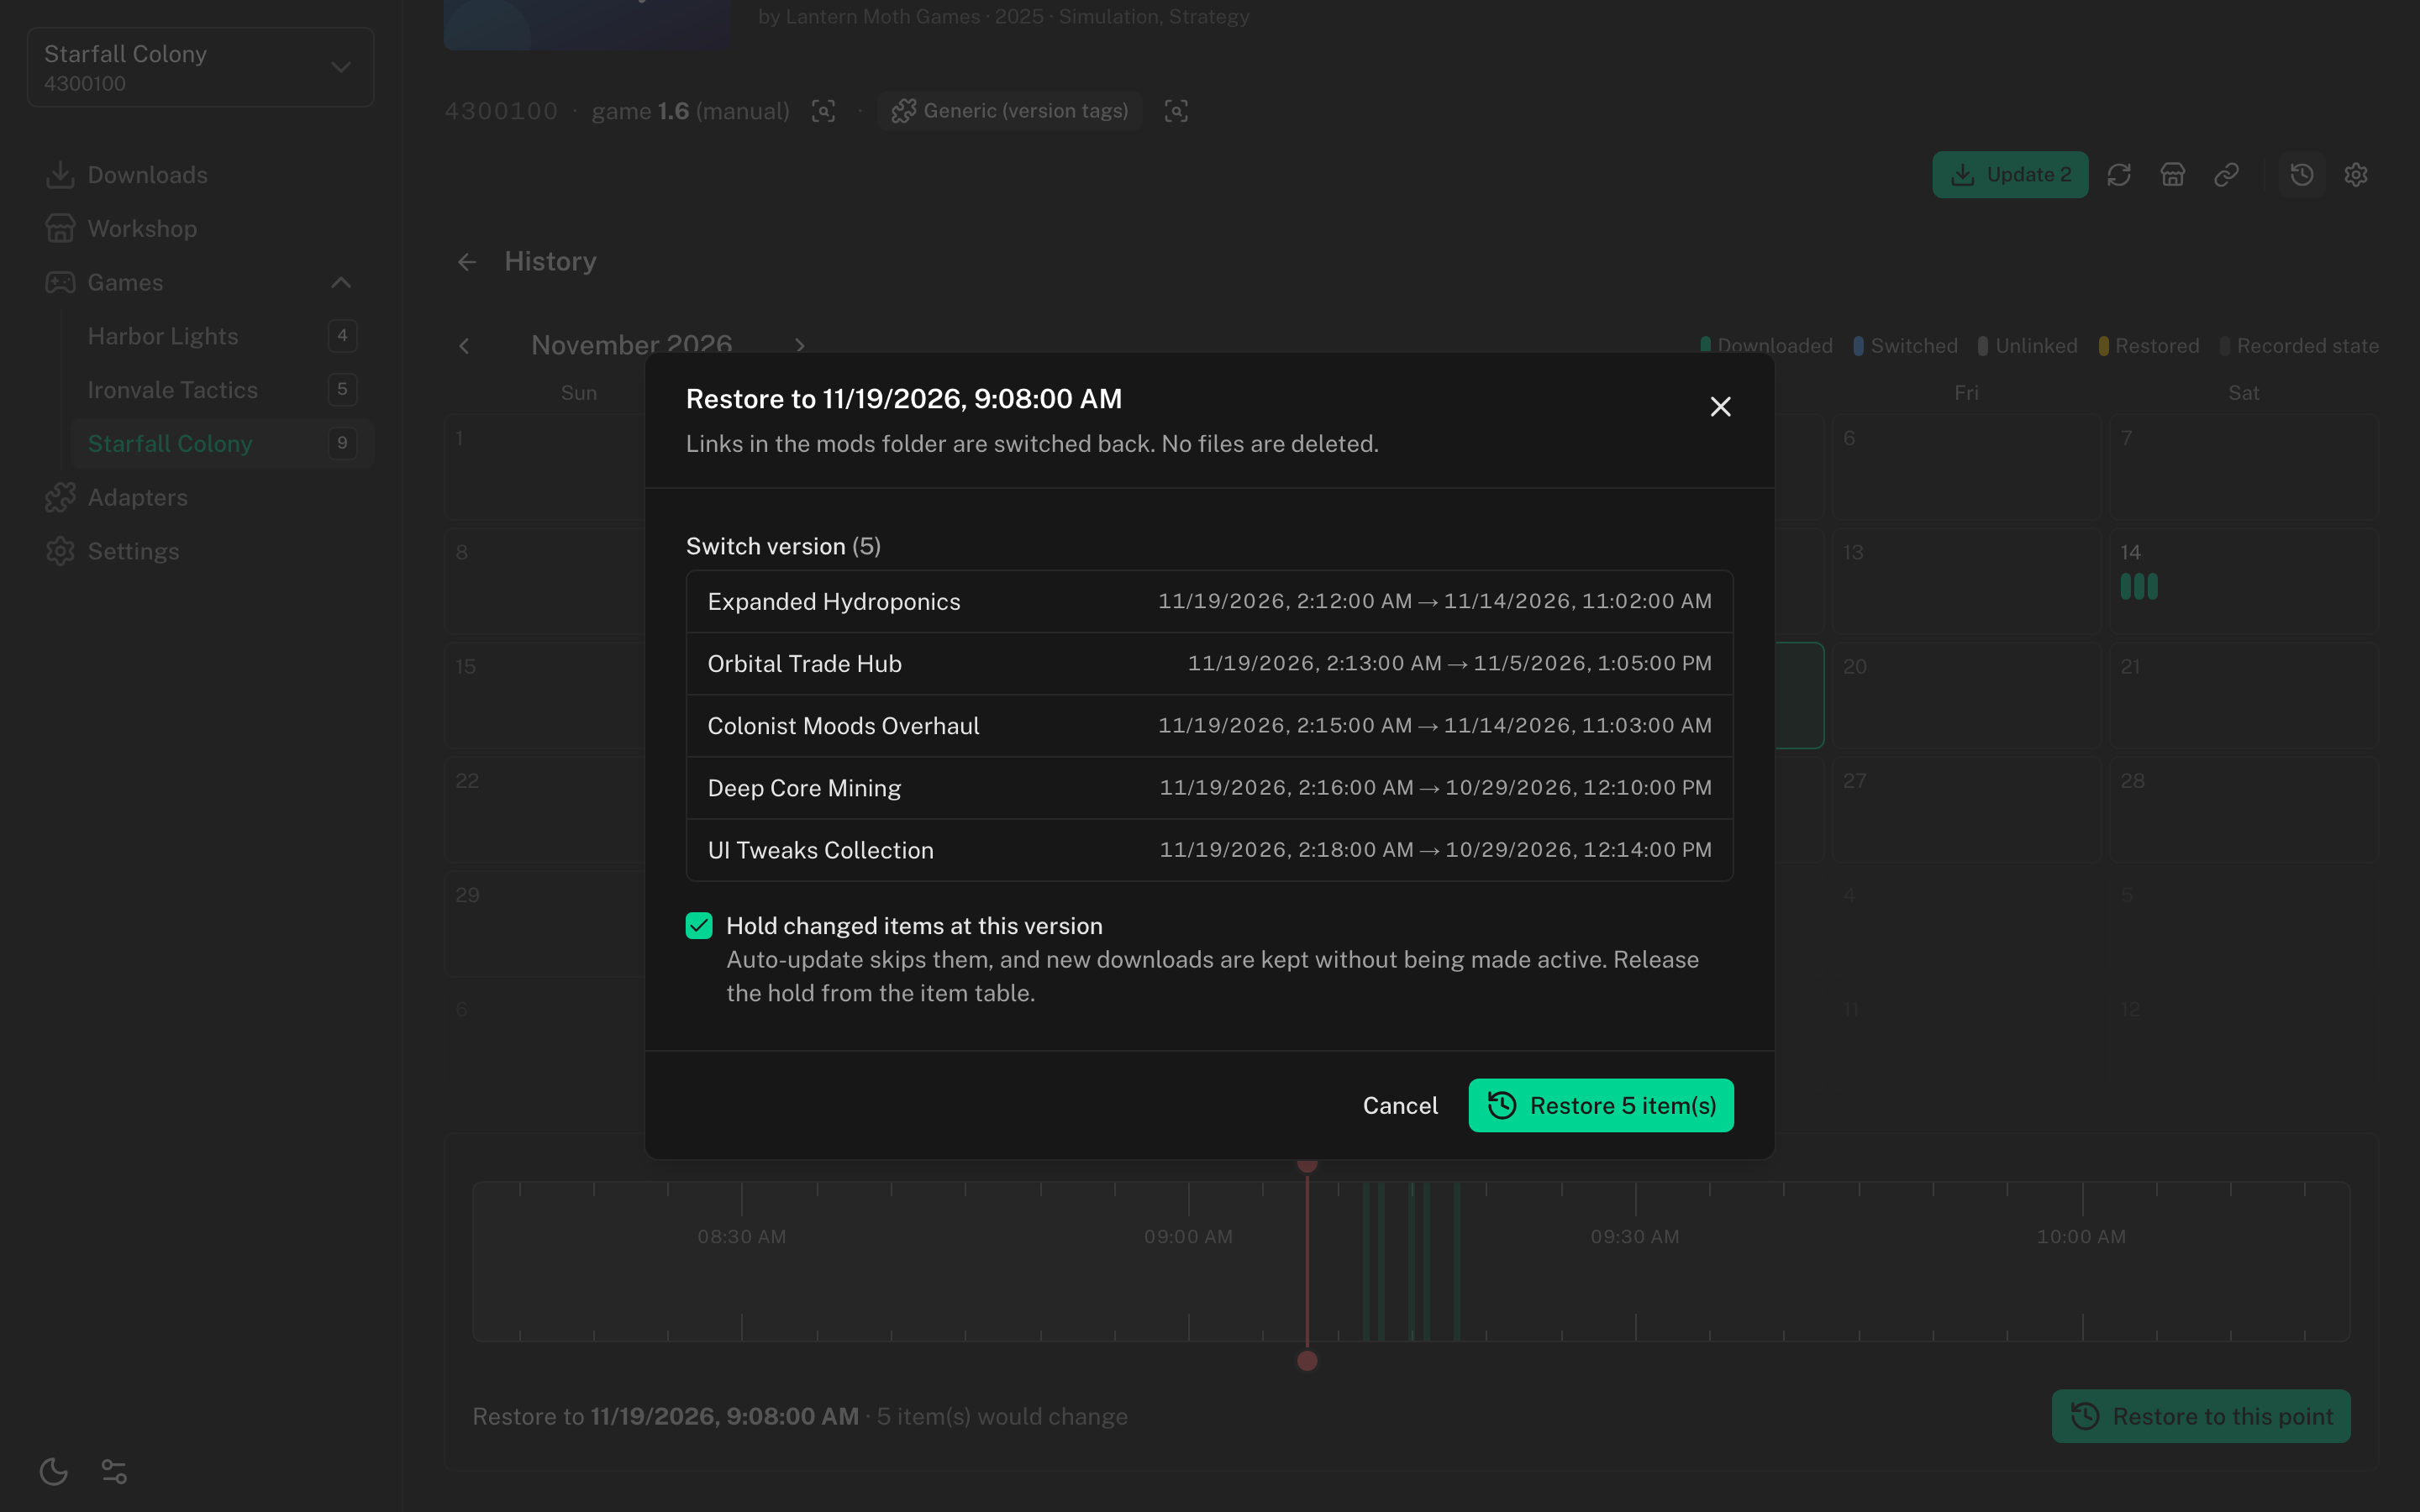 Starfall Colony
4300100
Downloads
Workshop
Games
Harbor Lights 4
Ironvale Tactics 5
Starfall Colony 9
Adapters
Settings
by Lantern Moth Games · 2025 · Simulation, Strategy
4300100 · game 1.6 (manual) · Generic (version tags)
Update 2
History
November 2026
Downloaded Switched Unlinked Restored Recorded state
Sun Fri Sat
1 6 7
8 13 14
15 20 21
22 27 28
29 4 5
6 11 12
Restore to 11/19/2026, 9:08:00 AM
Links in the mods folder are switched back. No files are deleted.
Switch version (5)
Expanded Hydroponics 11/19/2026, 2:12:00 AM → 11/14/2026, 11:02:00 AM
Orbital Trade Hub 11/19/2026, 2:13:00 AM → 11/5/2026, 1:05:00 PM
Colonist Moods Overhaul 11/19/2026, 2:15:00 AM → 11/14/2026, 11:03:00 AM
Deep Core Mining 11/19/2026, 2:16:00 AM → 10/29/2026, 12:10:00 PM
UI Tweaks Collection 11/19/2026, 2:18:00 AM → 10/29/2026, 12:14:00 PM
Hold changed items at this version
Auto-update skips them, and new downloads are kept without being made active. Release
the hold from the item table.
Cancel Restore 5 item(s)
08:30 AM 09:00 AM 09:30 AM 10:00 AM
Restore to 11/19/2026, 9:08:00 AM · 5 item(s) would change
Restore to this point